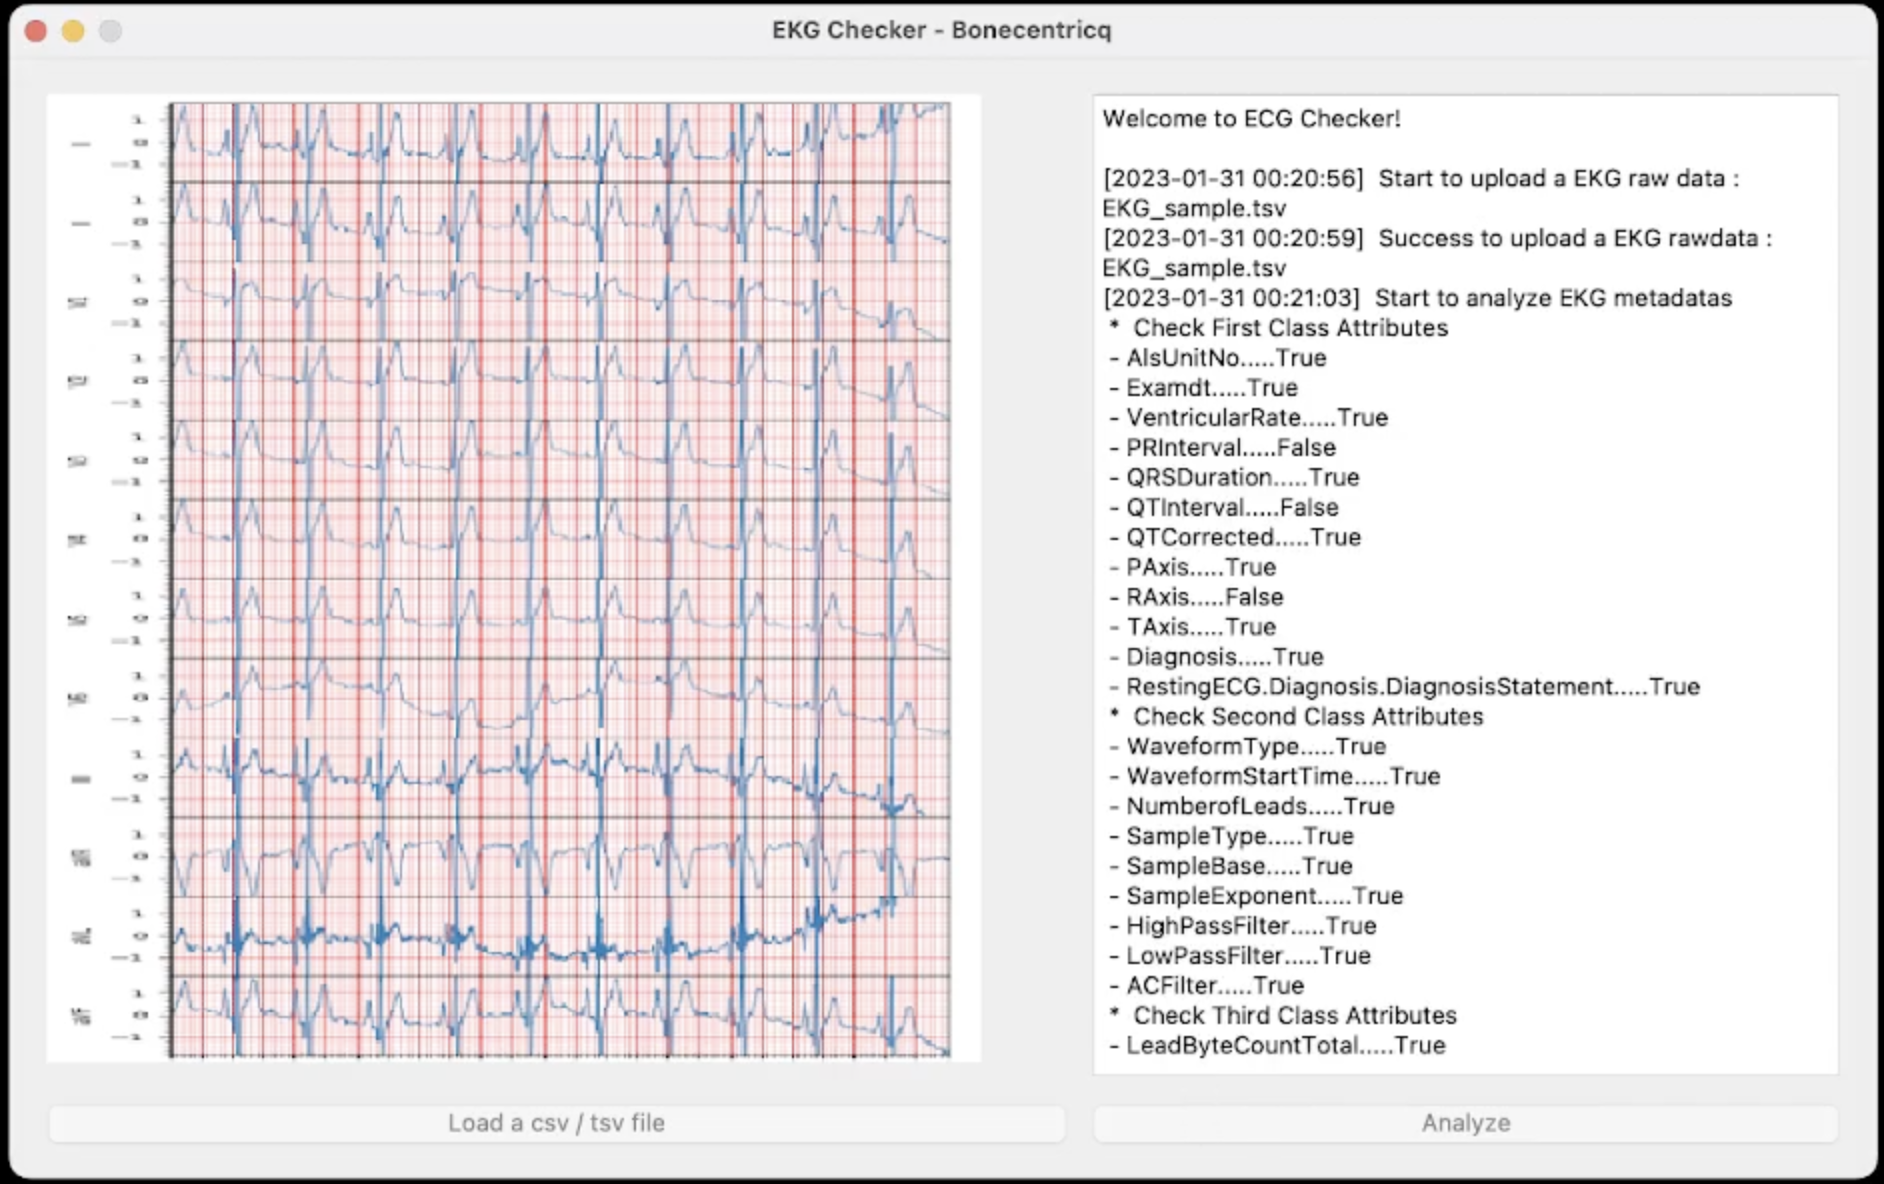 EKG Checker - Bonecentricq
Welcome to ECG Checker!
[2023-01-31 00:20:56]  Start to upload a EKG raw data :
EKG_sample.tsv
[2023-01-31 00:20:59]  Success to upload a EKG rawdata :
EKG_sample.tsv
[2023-01-31 00:21:03]  Start to analyze EKG metadatas
*  Check First Class Attributes
- AlsUnitNo.....True
- Examdt.....True
- VentricularRate.....True
- PRInterval.....False
- QRSDuration.....True
- QTInterval.....False
- QTCorrected.....True
- PAxis.....True
- RAxis.....False
- TAxis.....True
- Diagnosis.....True
- RestingECG.Diagnosis.DiagnosisStatement.....True
*  Check Second Class Attributes
- WaveformType.....True
- WaveformStartTime.....True
- NumberofLeads.....True
- SampleType.....True
- SampleBase.....True
- SampleExponent.....True
- HighPassFilter.....True
- LowPassFilter.....True
- ACFilter.....True
*  Check Third Class Attributes
- LeadByteCountTotal.....True
Load a csv / tsv file
Analyze